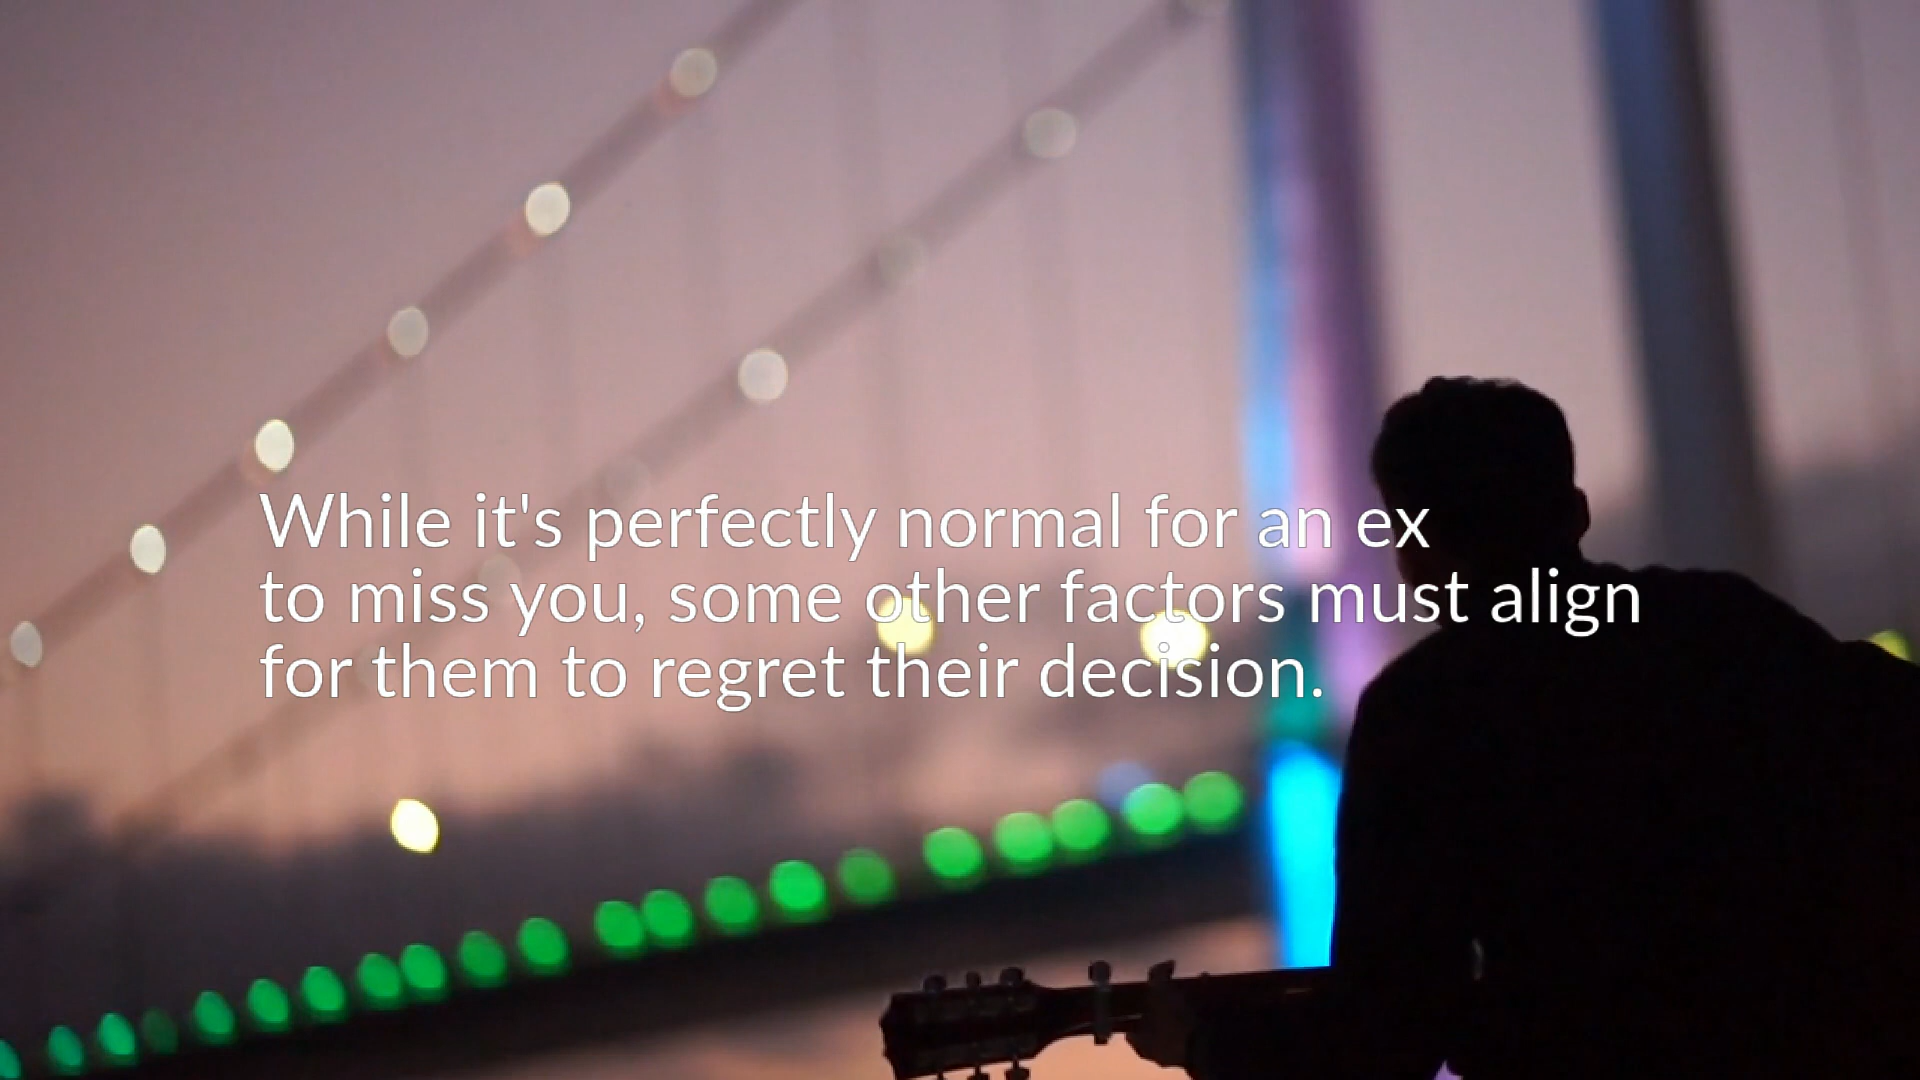 While it's perfectly normal for an ex
to miss you, some other factors must align
for them to regret their decision.